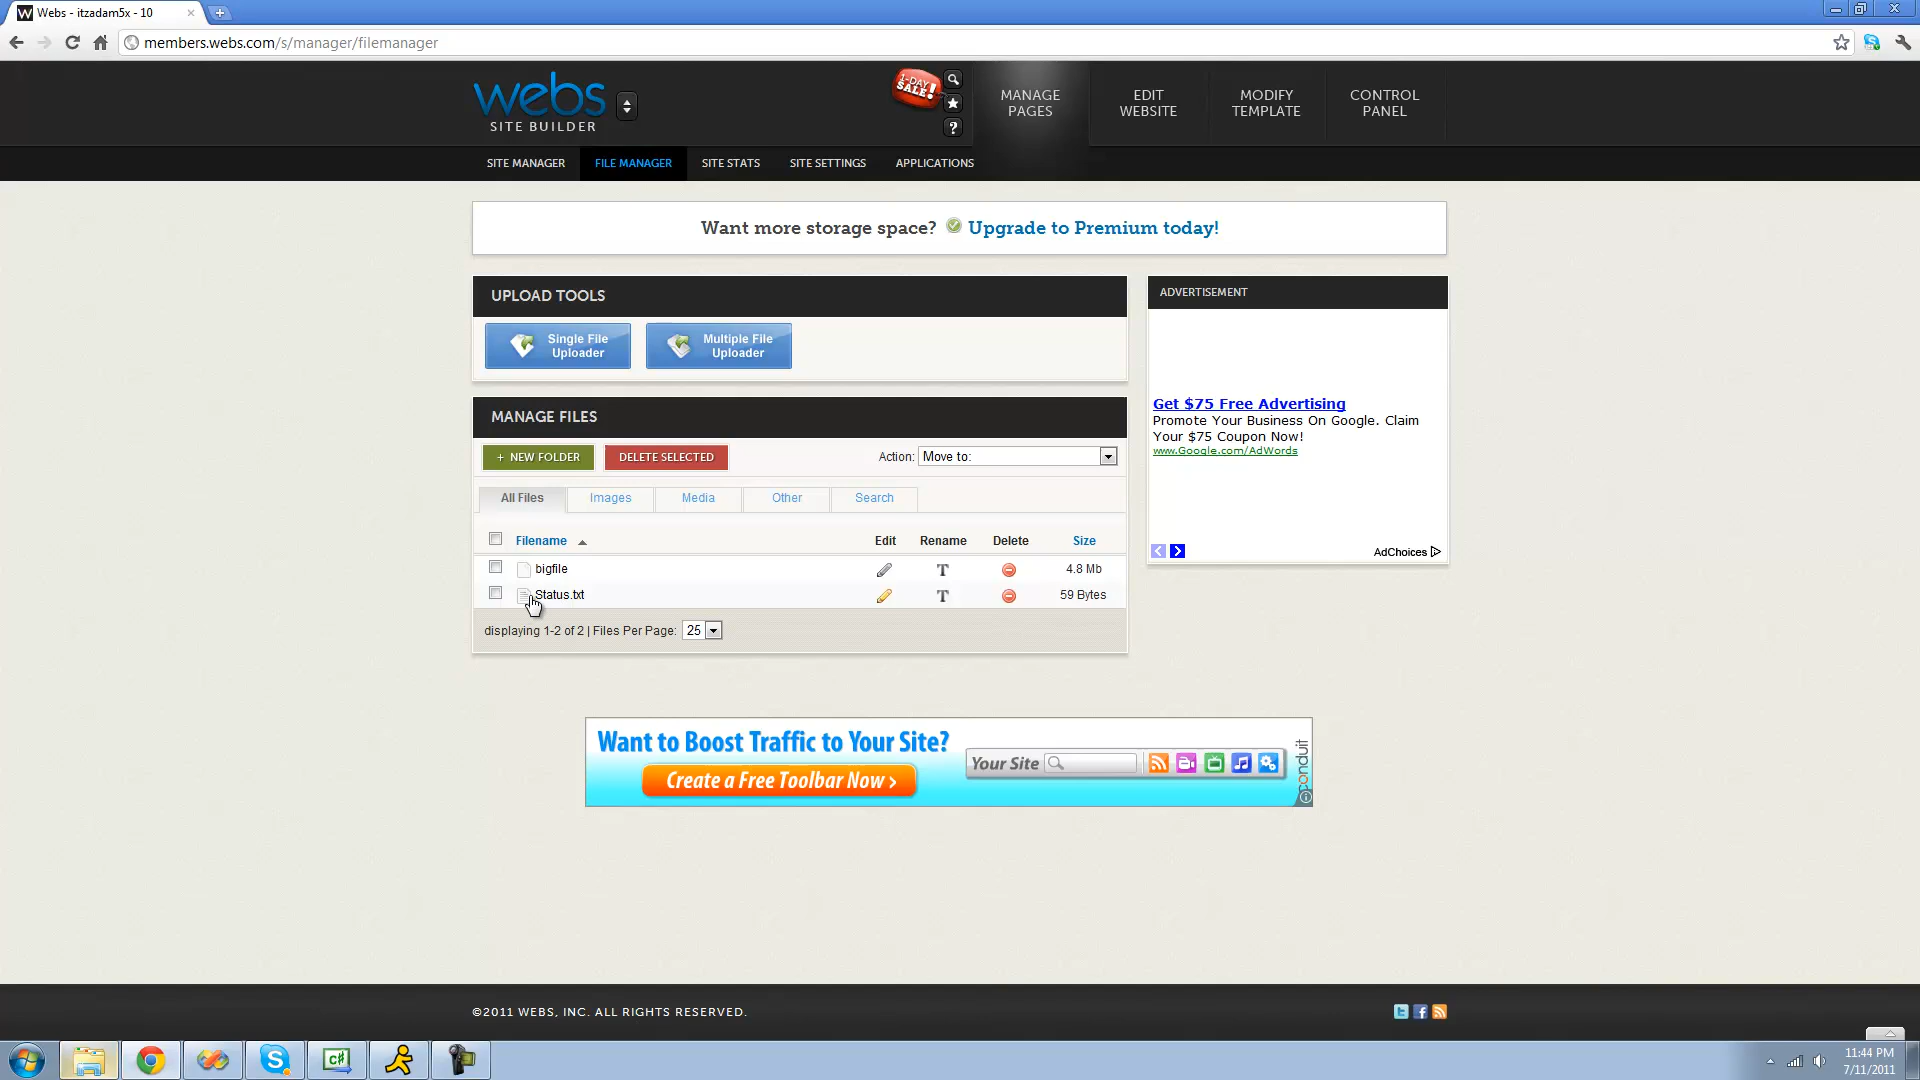 Webs - itzadam5x - 10
members.webs.com/s/manager/filemanager
webs
SITE BUILDER
1-DAY
SALE!
?
MANAGE
PAGES
EDIT
WEBSITE
MODIFY
TEMPLATE
CONTROL
PANEL
SITE MANAGER
FILE MANAGER
SITE STATS
SITE SETTINGS
APPLICATIONS
Want more storage space? Upgrade to Premium today!
UPLOAD TOOLS
Single File
Uploader
Multiple File
Uploader
ADVERTISEMENT
Get $75 Free Advertising
Promote Your Business On Google. Claim
Your $75 Coupon Now!
www.Google.com/AdWords
AdChoices
MANAGE FILES
+ NEW FOLDER
DELETE SELECTED
Action: Move to:
All Files
Images
Media
Other
Search
Filename Edit Rename Delete Size
bigfile T 4.8 Mb
Status.txt T 59 Bytes
displaying 1-2 of 2 | Files Per Page: 25
Want to Boost Traffic to Your Site?
Create a Free Toolbar Now >
Your Site
conduit
©2011 WEBS, INC. ALL RIGHTS RESERVED.
C#
11:44 PM
7/11/2011